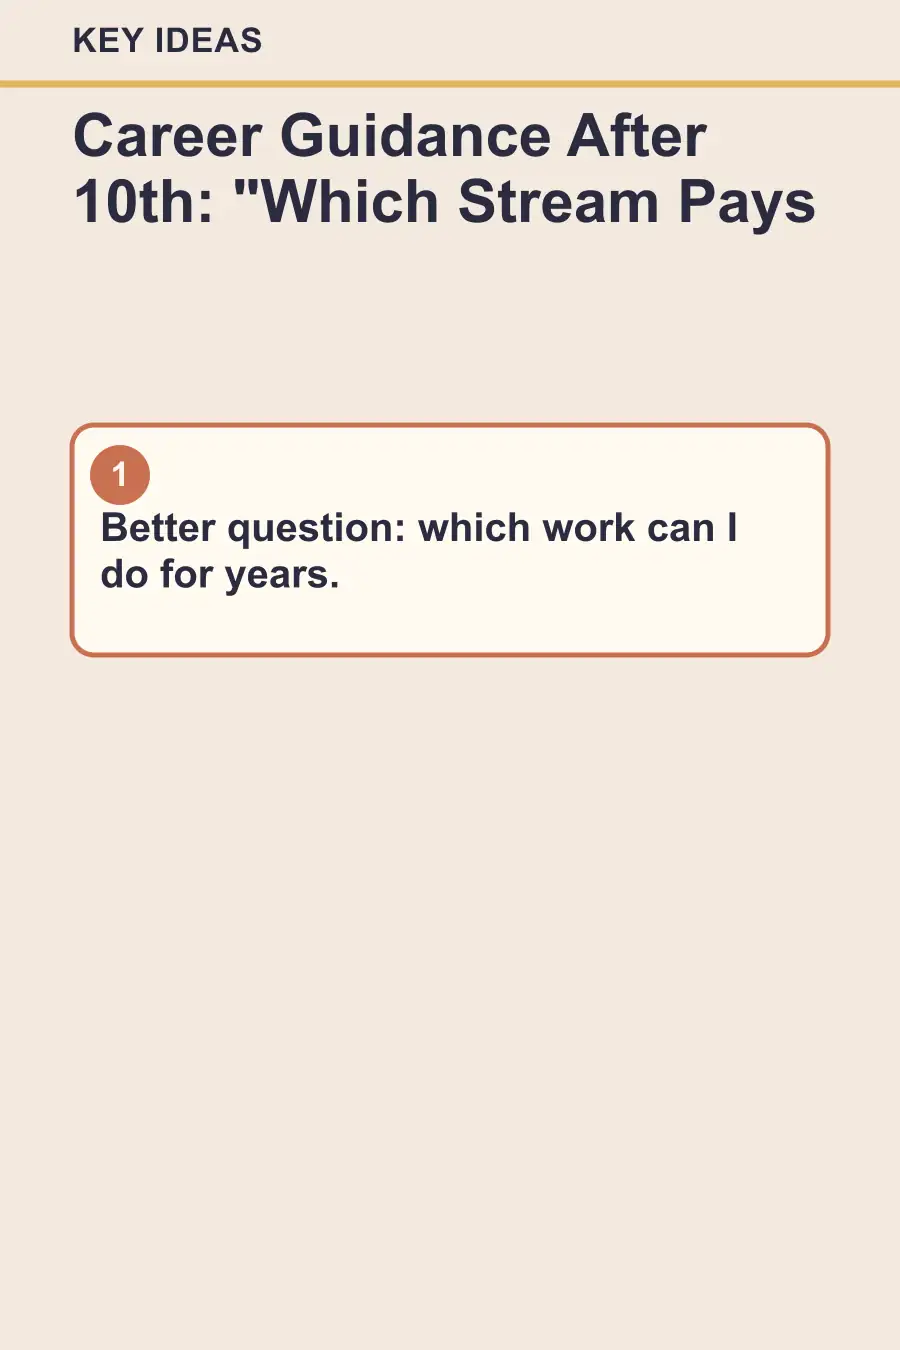 KEY IDEAS
Career Guidance After
10th: "Which Stream Pays
1
Better question: which work can I
do for years.